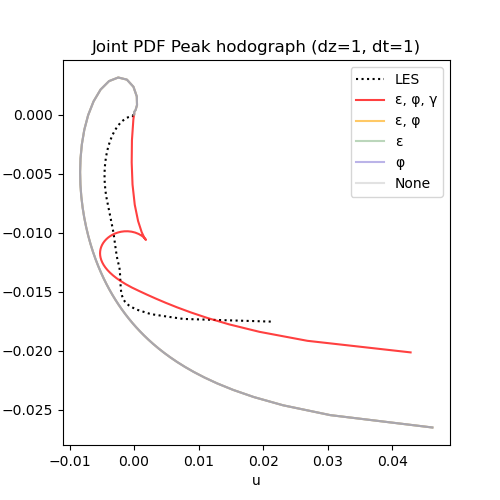 Joint PDF Peak hodograph (dz=1, dt=1)
LES
ε, φ, γ
ε, φ
ε
φ
None
0.000
−0.005
−0.010
−0.015
−0.020
−0.025
−0.01 0.00 0.01 0.02 0.03 0.04
u